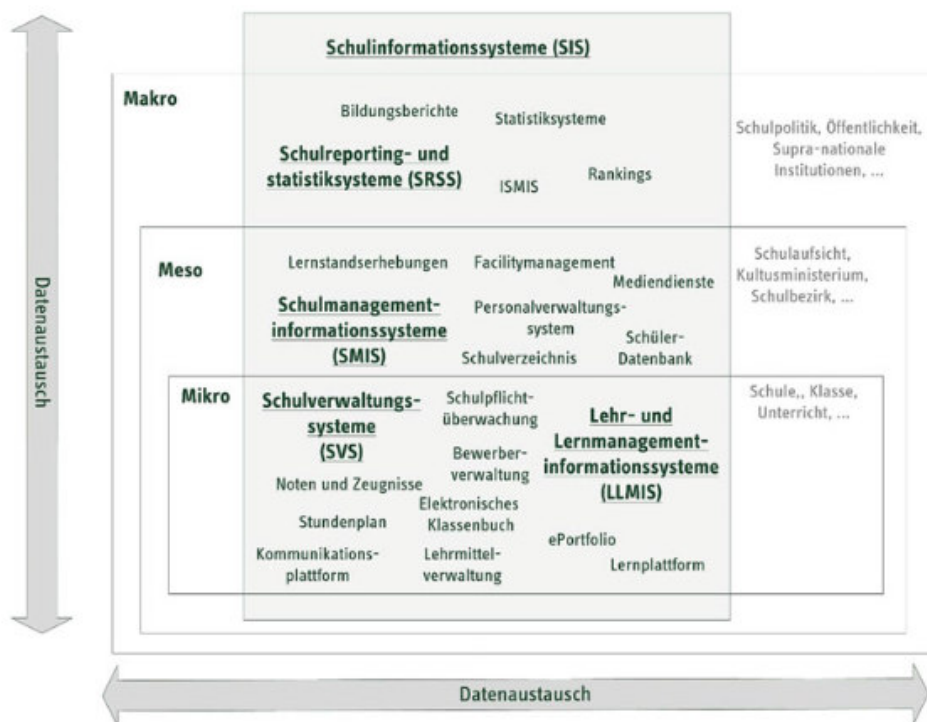 Schulinformationssysteme (SIS)
Makro
Bildungsberichte
Statistiksysteme
Schulreporting- und
statistiksysteme (SRSS)
ISMIS
Rankings
Schulpolitik, Öffentlichkeit,
Supra-nationale
Institutionen, ...
Meso
Lernstandserhebungen
Facilitymanagement
Mediendienste
Schulmanagement-
informationssysteme
(SMIS)
Personalverwaltungs-
system
Schulverzeichnis
Schüler-
Datenbank
Schulaufsicht,
Kultusministerium,
Schulbezirk, ...
Mikro
Schulverwaltungs-
systeme
(SVS)
Schulpflicht-
überwachung
Bewerber-
verwaltung
Lehr- und
Lernmanagement-
informationssysteme
(LLMIS)
Noten und Zeugnisse
Elektronisches
Klassenbuch
Stundenplan
ePortfolio
Kommunikations-
plattform
Lehrmittel-
verwaltung
Lernplattform
Schule,, Klasse,
Unterricht, ...
Datenaustausch
Datenaustausch